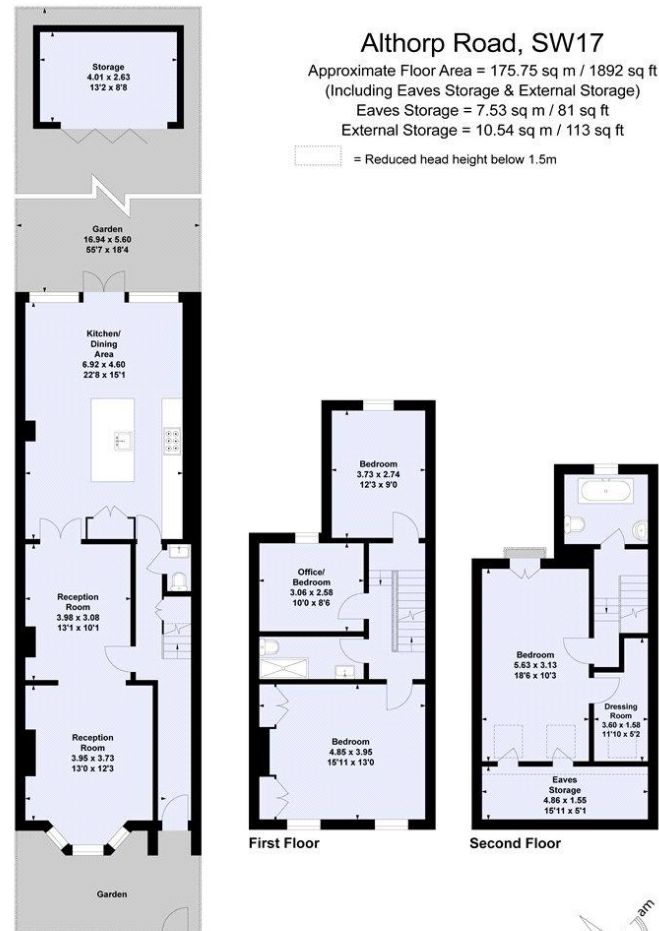 Althorp Road, SW17
Approximate Floor Area = 175.75 sq m / 1892 sq ft
(Including Eaves Storage & External Storage)
Eaves Storage = 7.53 sq m / 81 sq ft
External Storage = 10.54 sq m / 113 sq ft
= Reduced head height below 1.5m
Storage
4.01 x 2.63
13'2 x 8'8
Garden
16.94 x 5.60
55'7 x 18'4
Kitchen/
Dining
Area
6.92 x 4.60
22'8 x 15'1
Reception
Room
3.98 x 3.08
13'1 x 10'1
Reception
Room
3.95 x 3.73
13'0 x 12'3
Garden
Bedroom
3.73 x 2.74
12'3 x 9'0
Office/
Bedroom
3.06 x 2.58
10'0 x 8'6
Bedroom
4.85 x 3.95
15'11 x 13'0
First Floor
Bedroom
5.63 x 3.13
18'6 x 10'3
Dressing
Room
3.60 x 1.58
11'10 x 5'2
Eaves
Storage
4.86 x 1.55
15'11 x 5'1
Second Floor
am